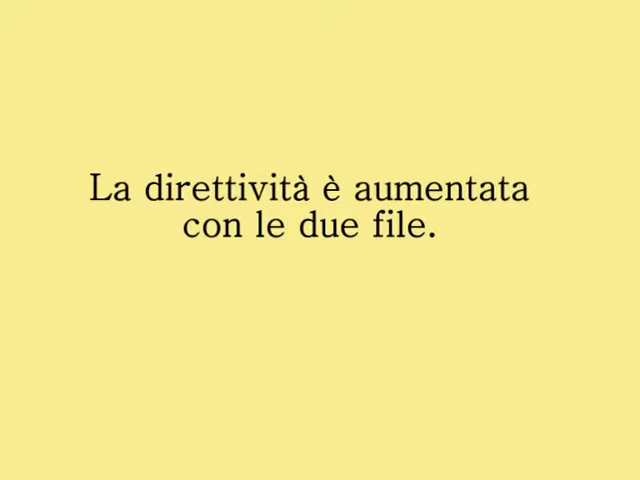 La direttività è aumentata
con le due file.